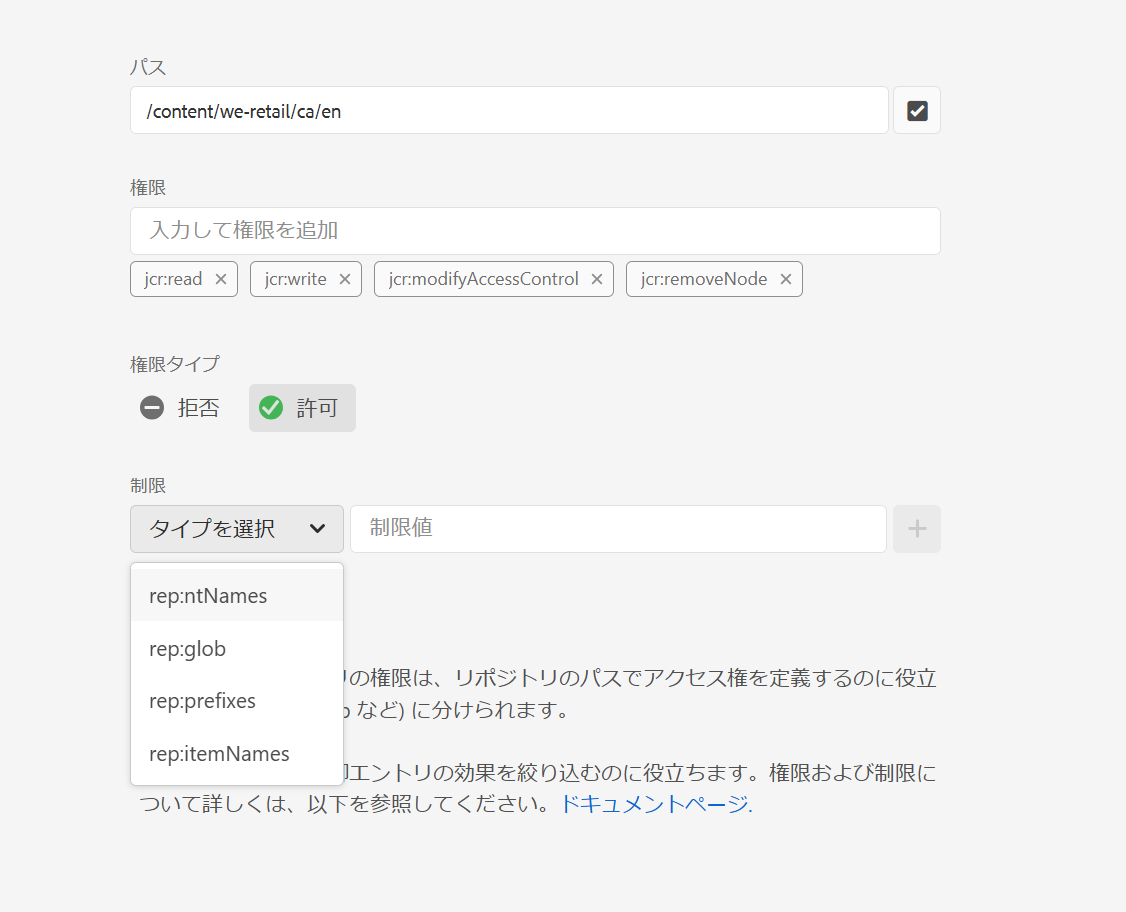 パス
/content/we-retail/ca/en
権限
入力して権限を追加
jcr:read jcr:write jcr:modifyAccessControl jcr:removeNode
権限タイプ
拒否 許可
制限
タイプを選択 制限値
rep:ntNames
rep:glob
rep:prefixes
rep:itemNames
の権限は、リポジトリのパスでアクセス権を定義するのに役立
など) に分けられます。
エントリの効果を絞り込むのに役立ちます。権限および制限に
ついて詳しくは、以下を参照してください。ドキュメントページ.